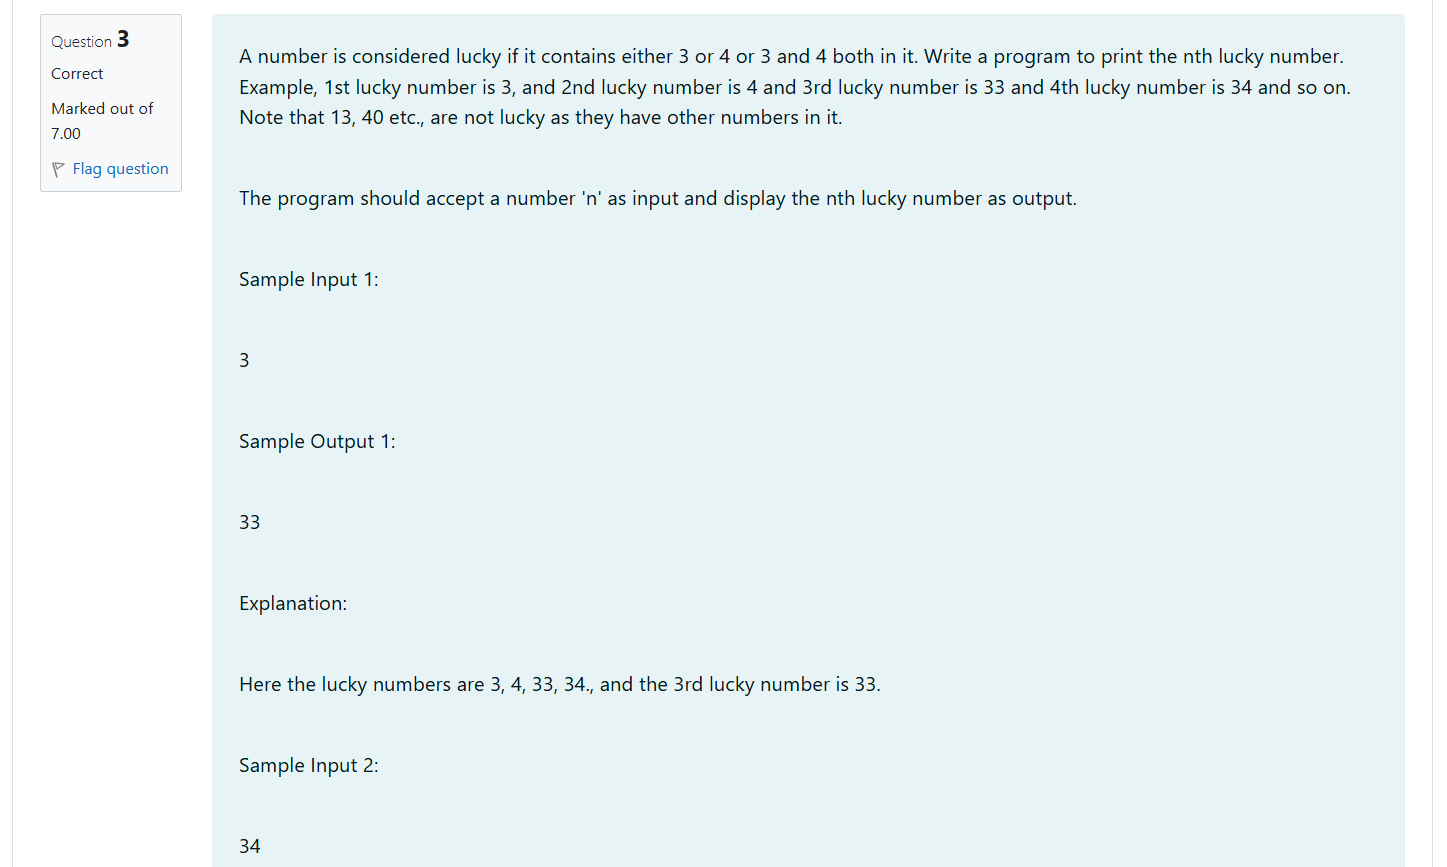 Question 3
Correct
Marked out of
7.00
Flag question
A number is considered lucky if it contains either 3 or 4 or 3 and 4 both in it. Write a program to print the nth lucky number.
Example, 1st lucky number is 3, and 2nd lucky number is 4 and 3rd lucky number is 33 and 4th lucky number is 34 and so on.
Note that 13, 40 etc., are not lucky as they have other numbers in it.
The program should accept a number 'n' as input and display the nth lucky number as output.
Sample Input 1:
3
Sample Output 1:
33
Explanation:
Here the lucky numbers are 3, 4, 33, 34., and the 3rd lucky number is 33.
Sample Input 2:
34